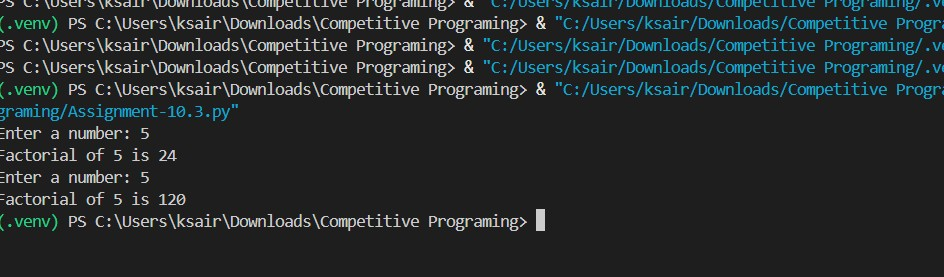 PS C:\Users\ksair\Downloads\Competitive Programing> & "C:/Users/ksair/Downloads/Competitive Programing/.ve
(.venv) PS C:\Users\ksair\Downloads\Competitive Programing> & "C:/Users/ksair/Downloads/Competitive Programing/
PS C:\Users\ksair\Downloads\Competitive Programing> & "C:/Users/ksair/Downloads/Competitive Programing/.ve
PS C:\Users\ksair\Downloads\Competitive Programing> & "C:/Users/ksair/Downloads/Competitive Programing/.ve
(.venv) PS C:\Users\ksair\Downloads\Competitive Programing> & "C:/Users/ksair/Downloads/Competitive Progra
graming/Assignment-10.3.py"
Enter a number: 5
Factorial of 5 is 24
Enter a number: 5
Factorial of 5 is 120
(.venv) PS C:\Users\ksair\Downloads\Competitive Programing>